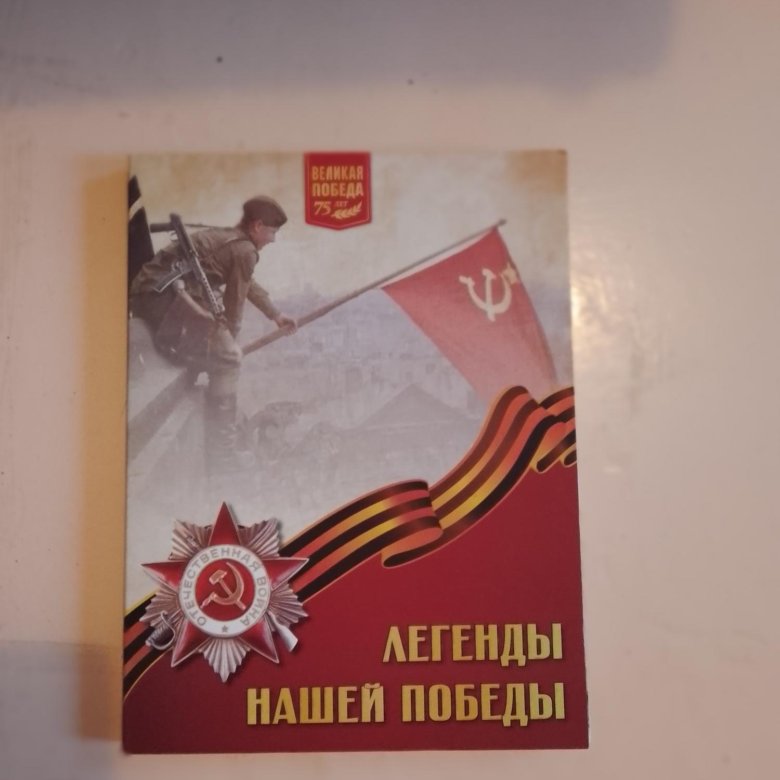 ВЕЛИКАЯ
ПОБЕДА
75 ЛЕТ
ОТЕЧЕСТВЕННАЯ ВОЙНА
ЛЕГЕНДЫ
НАШЕЙ ПОБЕДЫ